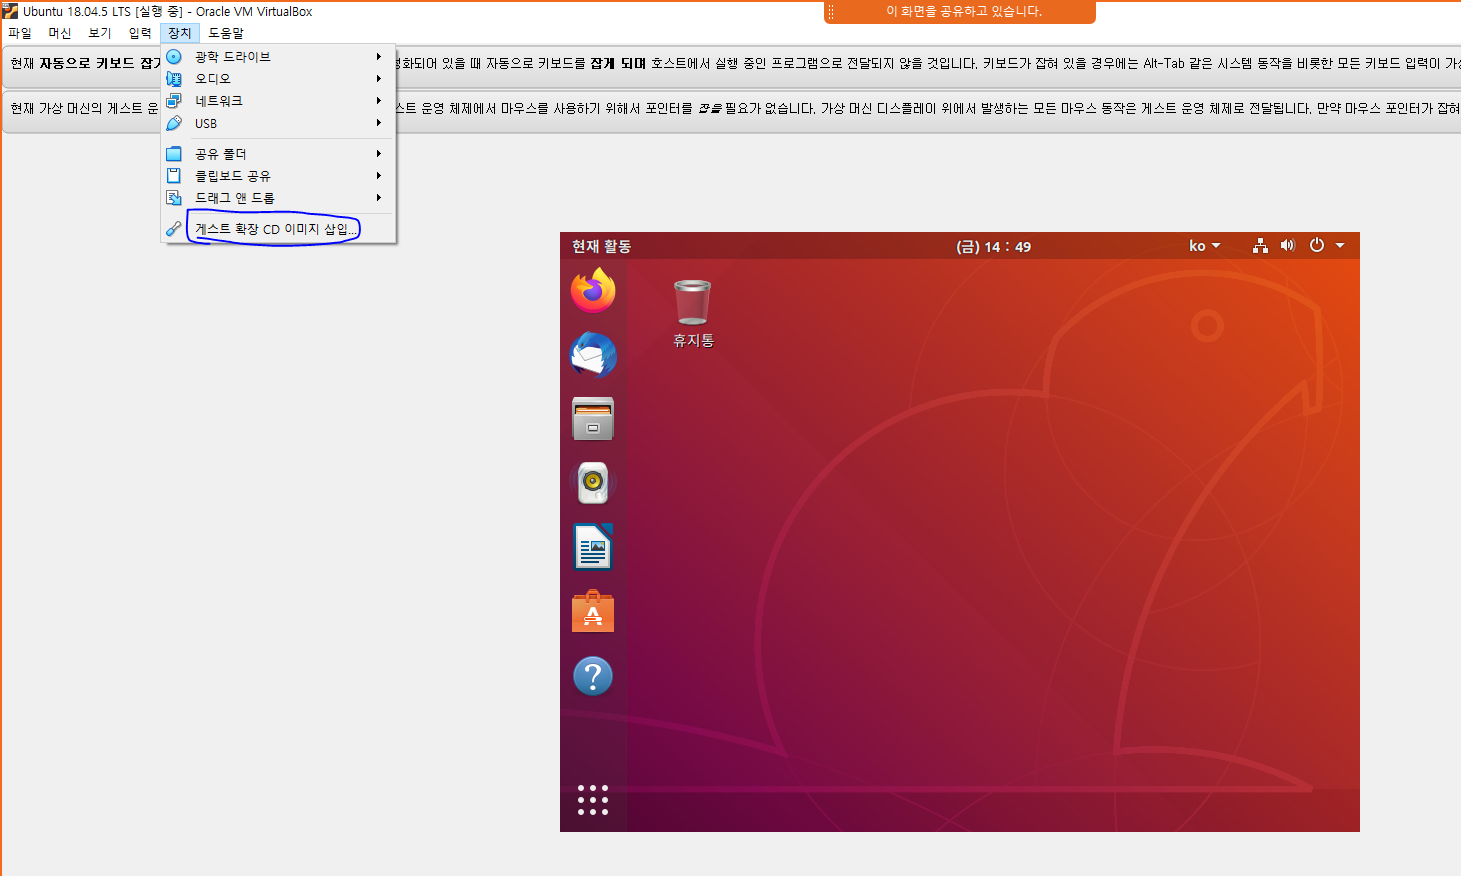 Ubuntu 18.04.5 LTS [실행 중] - Oracle VM VirtualBox
이 화면을 공유하고 있습니다.
파일 머신 보기 입력 장치 도움말
현재 자동으로 키보드 잡기
성화되어 있을 때 자동으로 키보드를 잡게 되며 호스트에서 실행 중인 프로그램으로 전달되지 않을 것입니다. 키보드가 잡혀 있을 경우에는 Alt-Tab 같은 시스템 동작을 비롯한 모든 키보드 입력이 가상
현재 가상 머신의 게스트 운
스트 운영 체제에서 마우스를 사용하기 위해서 포인터를 잡을 필요가 없습니다. 가상 머신 디스플레이 위에서 발생하는 모든 마우스 동작은 게스트 운영 체제로 전달됩니다. 만약 마우스 포인터가 잡혀
광학 드라이브
오디오
네트워크
USB
공유 폴더
클립보드 공유
드래그 앤 드롭
게스트 확장 CD 이미지 삽입...
현재 활동
(금) 14 : 49
ko
휴지통